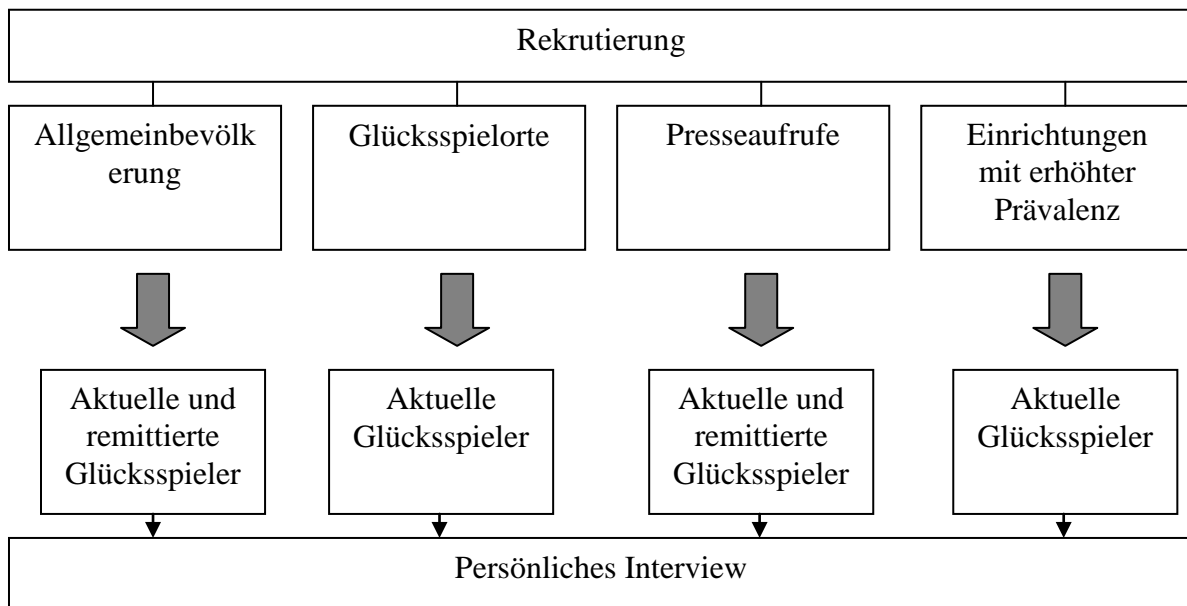 Rekrutierung
Allgemeinbevölk
erung
Glücksspielorte
Presseaufrufe
Einrichtungen
mit erhöhter
Prävalenz
Aktuelle und
remittierte
Glücksspieler
Aktuelle
Glücksspieler
Aktuelle und
remittierte
Glücksspieler
Aktuelle
Glücksspieler
Persönliches Interview